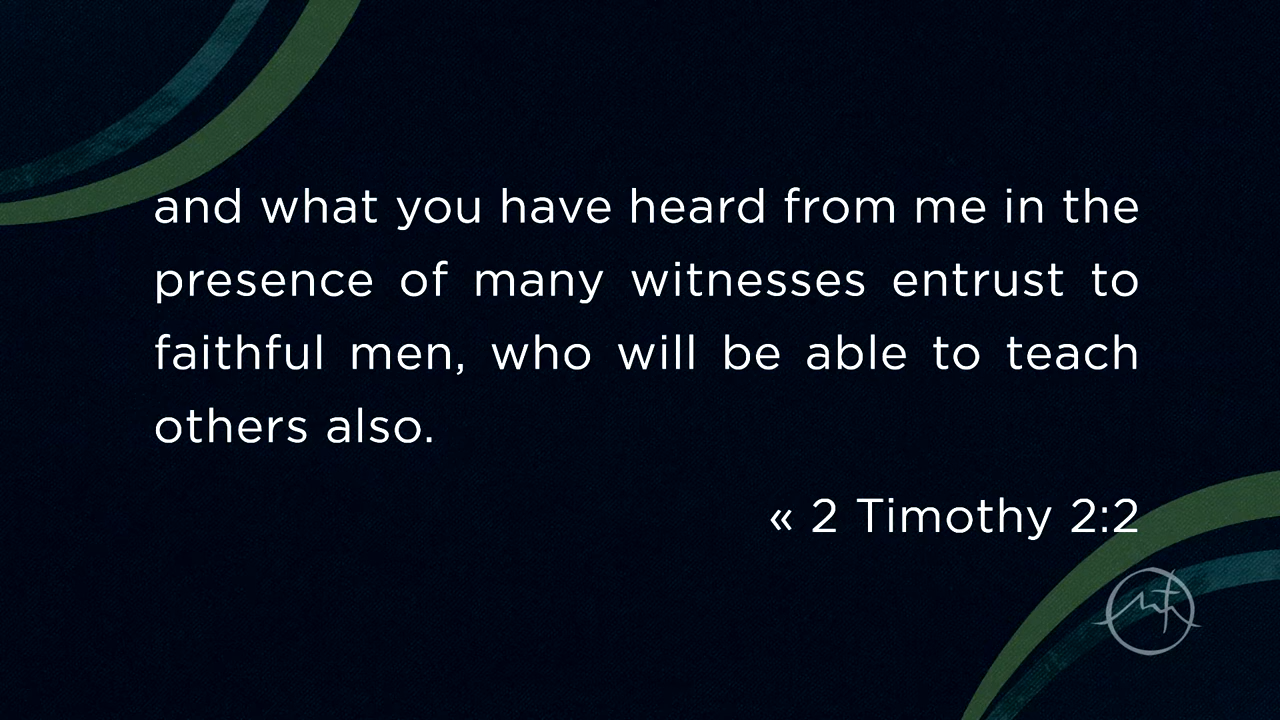 and what you have heard from me in the
presence of many witnesses entrust to
faithful men, who will be able to teach
others also.
« 2 Timothy 2:2